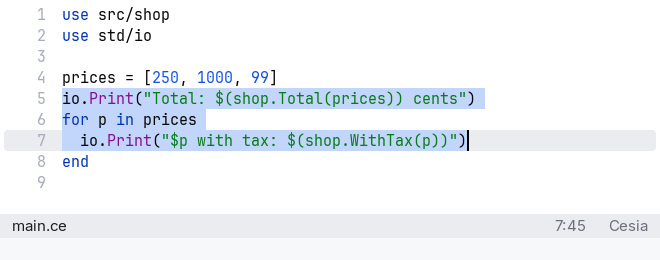 1 use src/shop
2 use std/io
3
4 prices = [250, 1000, 99]
5 io.Print("Total: $(shop.Total(prices)) cents")
6 for p in prices
7   io.Print("$p with tax: $(shop.WithTax(p))")
8 end
9
main.ce 7:45 Cesia